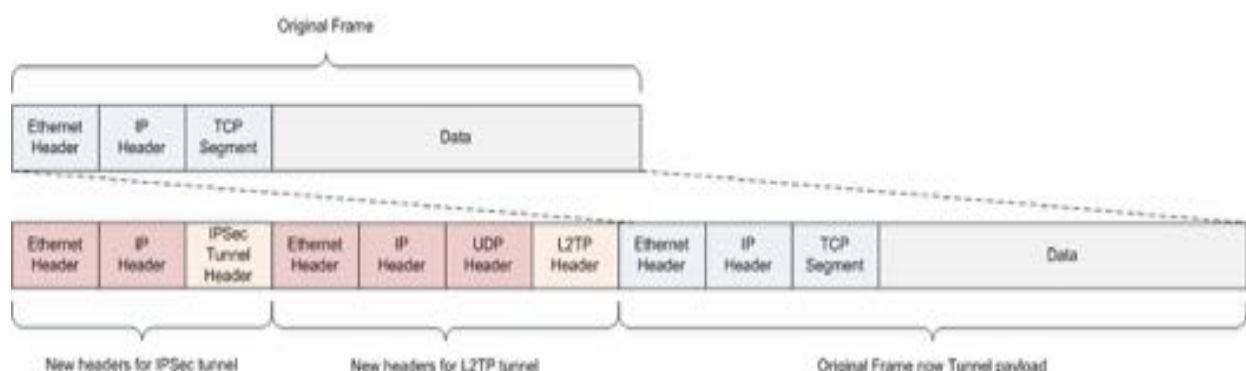 Original Frame
Ethernet
Header
IP
Header
TCP
Segment
Data
Ethernet
Header
IP
Header
IPSec
Tunnel
Header
Ethernet
Header
IP
Header
UDP
Header
L2TP
Header
Ethernet
Header
IP
Header
TCP
Segment
Data
New headers for IPSec tunnel
New headers for L2TP tunnel
Original Frame now Tunnel payload